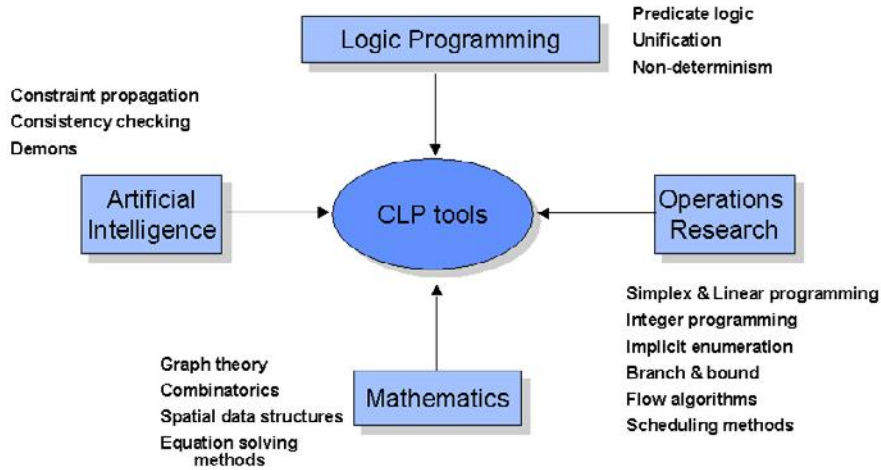 Logic Programming
Predicate logic
Unification
Non-determinism
Constraint propagation
Consistency checking
Demons
Artificial
Intelligence
CLP tools
Operations
Research
Simplex & Linear programming
Integer programming
Implicit enumeration
Branch & bound
Flow algorithms
Scheduling methods
Graph theory
Combinatorics
Spatial data structures
Equation solving
methods
Mathematics